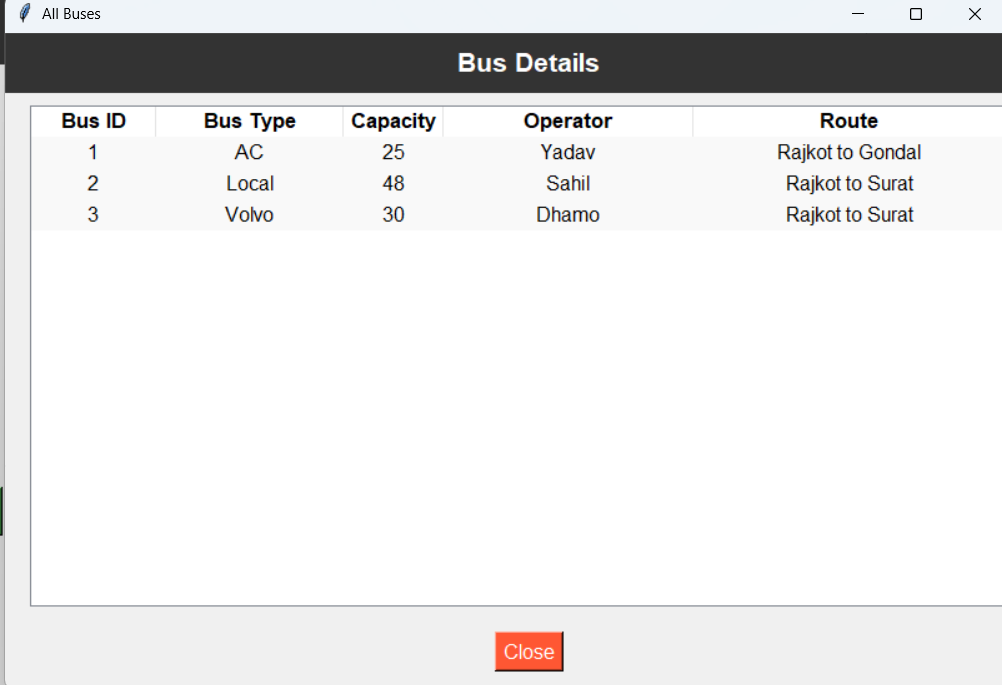 All Buses
Bus Details
Bus ID Bus Type Capacity Operator Route
1 AC 25 Yadav Rajkot to Gondal
2 Local 48 Sahil Rajkot to Surat
3 Volvo 30 Dhamo Rajkot to Surat
Close